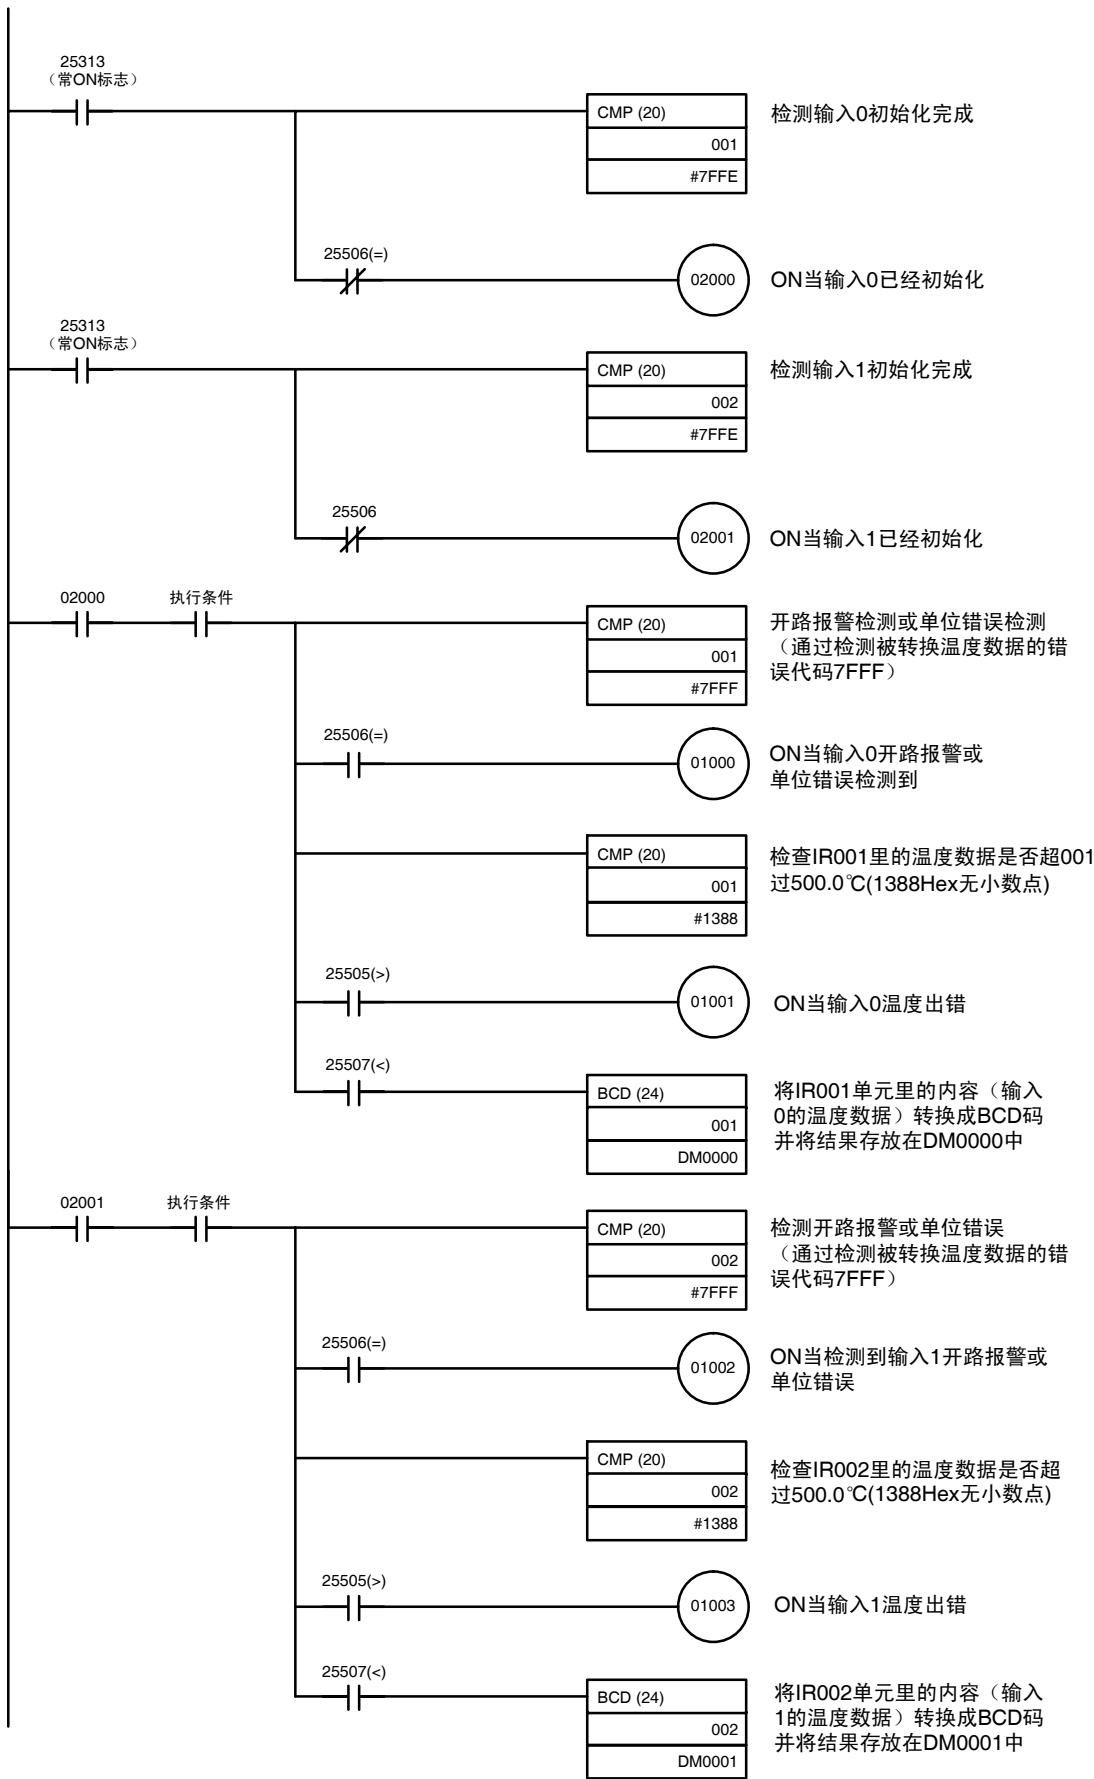 25313
（常ON标志）
CMP (20)
001
#7FFE
检测输入0初始化完成
25506(=)
02000
ON当输入0已经初始化
25313
（常ON标志）
CMP (20)
002
#7FFE
检测输入1初始化完成
25506
02001
ON当输入1已经初始化
02000
执行条件
CMP (20)
001
#7FFF
开路报警检测或单位错误检测
（通过检测被转换温度数据的错
误代码7FFF）
25506(=)
01000
ON当输入0开路报警或
单位错误检测到
CMP (20)
001
#1388
检查IR001里的温度数据是否超001
过500.0℃(1388Hex无小数点)
25505(>)
01001
ON当输入0温度出错
25507(<)
BCD (24)
001
DM0000
将IR001单元里的内容（输入
0的温度数据）转换成BCD码
并将结果存放在DM0000中
02001
执行条件
CMP (20)
002
#7FFF
检测开路报警或单位错误
（通过检测被转换温度数据的错
误代码7FFF）
25506(=)
01002
ON当检测到输入1开路报警或
单位错误
CMP (20)
002
#1388
检查IR002里的温度数据是否超
过500.0℃(1388Hex无小数点)
25505(>)
01003
ON当输入1温度出错
25507(<)
BCD (24)
002
DM0001
将IR002单元里的内容（输入
1的温度数据）转换成BCD码
并将结果存放在DM0001中